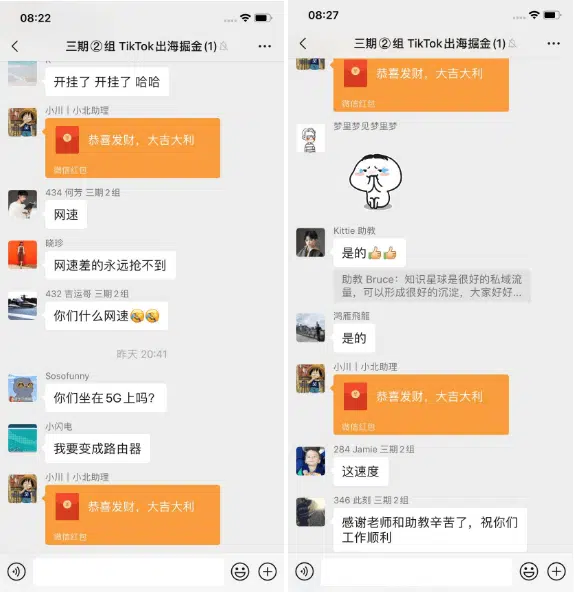 08:22
三期②组 TikTok出海掘金(1)
开挂了 开挂了 哈哈
小川丨小北助理
恭喜发财，大吉大利
微信红包
434 何芳 三期2组
网速
晓珍
网速差的永远抢不到
432 吉运哥 三期2组
你们什么网速
昨天 20:41
Sosofunny
你们坐在5G上吗？
小闪电
我要变成路由器
小川丨小北助理
恭喜发财，大吉大利
微信红包
08:27
三期②组 TikTok出海掘金(1)
恭喜发财，大吉大利
微信红包
梦里梦见梦里梦
Kittie 助教
是的👍👍
助教 Bruce：知识星球是很好的私域流
量，可以形成很好的沉淀，大家好好...
鸿雁飛龍
是的
小川丨小北助理
恭喜发财，大吉大利
微信红包
284 Jamie 三期2组
这速度
346 此刻 三期2组
感谢老师和助教辛苦了，祝你们
工作顺利